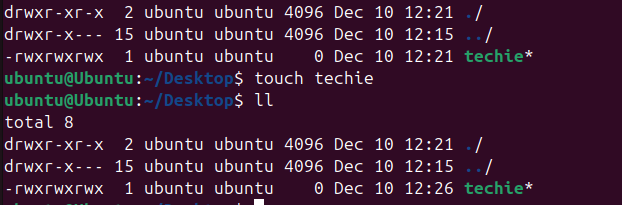 drwxr-xr-x  2 ubuntu ubuntu 4096 Dec 10 12:21 ./
drwxr-x--- 15 ubuntu ubuntu 4096 Dec 10 12:15 ../
-rwxrwxrwx  1 ubuntu ubuntu    0 Dec 10 12:21 techie*
ubuntu@Ubuntu:~/Desktop$ touch techie
ubuntu@Ubuntu:~/Desktop$ ll
total 8
drwxr-xr-x  2 ubuntu ubuntu 4096 Dec 10 12:21 ./
drwxr-x--- 15 ubuntu ubuntu 4096 Dec 10 12:15 ../
-rwxrwxrwx  1 ubuntu ubuntu    0 Dec 10 12:26 techie*